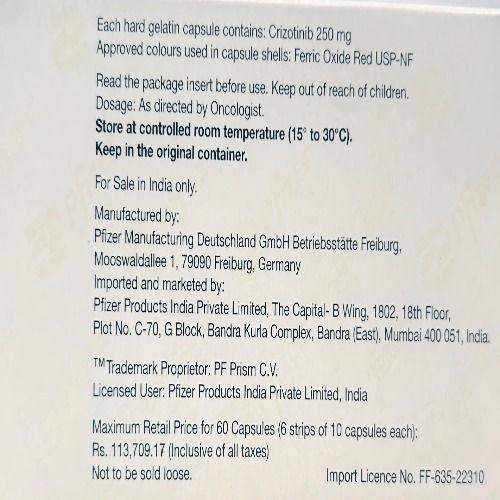 Each hard gelatin capsule contains: Crizotinib 250 mg
Approved colours used in capsule shells: Ferric Oxide Red USP-NF
Read the package insert before use. Keep out of reach of children.
Dosage: As directed by Oncologist.
Store at controlled room temperature (15° to 30°C).
Keep in the original container.
For Sale in India only.
Manufactured by:
Pfizer Manufacturing Deutschland GmbH Betriebsstätte Freiburg,
Mooswaldallee 1, 79090 Freiburg, Germany
Imported and marketed by:
Pfizer Products India Private Limited, The Capital- B Wing, 1802, 18th Floor,
Plot No. C-70, G Block, Bandra Kurla Complex, Bandra (East), Mumbai 400 051, India.
TM Trademark Proprietor: PF Prism C.V.
Licensed User: Pfizer Products India Private Limited, India
Maximum Retail Price for 60 Capsules (6 strips of 10 capsules each):
Rs. 113,709.17 (Inclusive of all taxes)
Not to be sold loose. Import Licence No. FF-635-22310